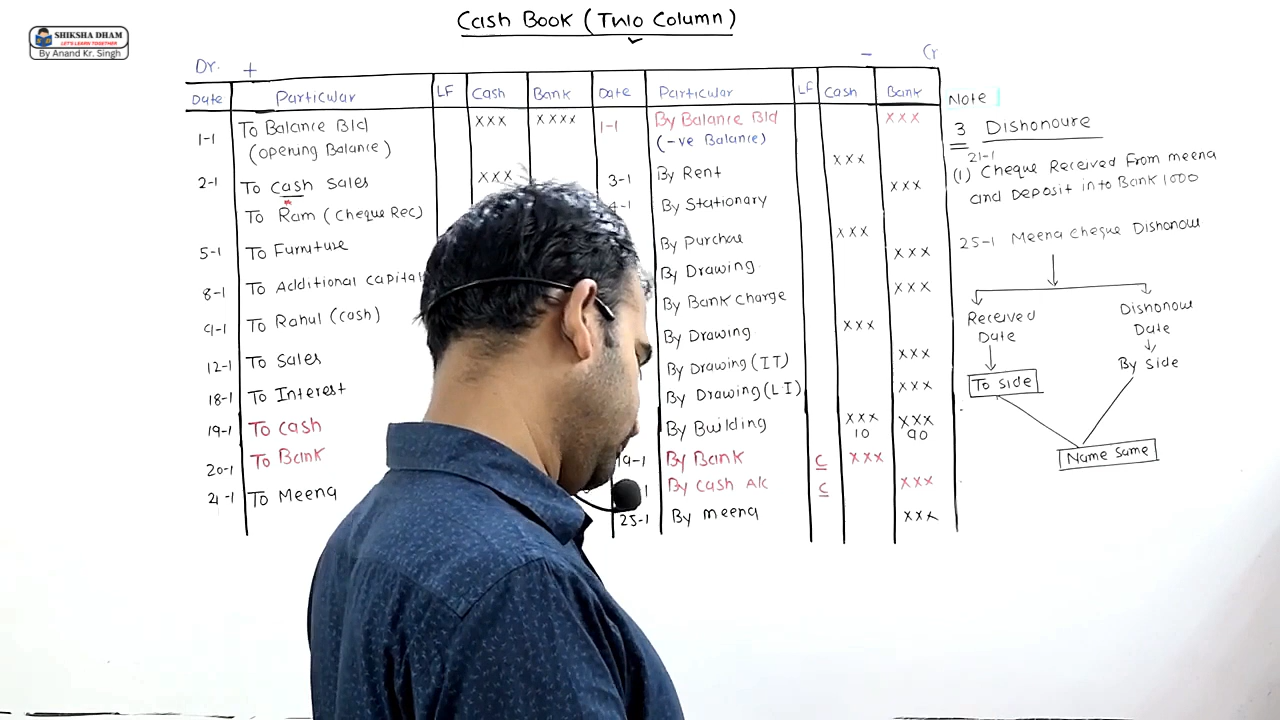 SHIKSHA DHAM
LET'S LEARN TOGETHER
By Anand Kr. Singh
Cash Book (Two Column)
Dr. +
- Cr
Date Particular LF Cash Bank Date Particular LF Cash Bank
1-1 To Balance Bld xxx xxxx 1-1 By Balance Bld xxx
(opening Balance) (-ve Balance)
2-1 To cash Sales xxx 3-1 By Rent xxx
To Ram (cheque Rec) -1 By Stationary xxx
5-1 To Furniture By Purchase xxx
By Drawing xxx
8-1 To Additional capital By Bank charge xxx
9-1 To Rahul (cash) By Drawing xxx
12-1 To Sales By Drawing (IT) xxx
18-1 To Interest By Drawing (L.I) xxx
19-1 To cash By Building xxx xxx
10 90
20-1 To Bank 19-1 By Bank C xxx
21-1 To Meena By cash A/c C xxx
25-1 By meena xxx
Note
3 Dishonoure
21-1
(1) Cheque Received From meena
and Deposit into Bank 1000
25-1 Meena cheque Dishonour
Received Date
To side
Dishonour Date
By Side
Name Same